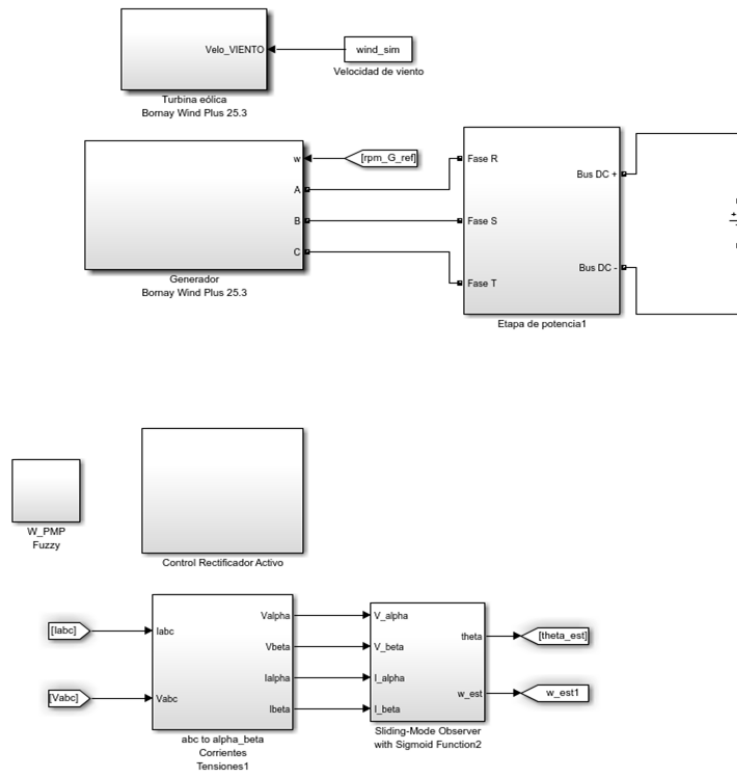 Velo_VIENTO
wind_sim
Velocidad de viento
Turbina eólica
Bornay Wind Plus 25.3
w
[rpm_G_ref]
A
B
C
Generador
Bornay Wind Plus 25.3
Fase R
Fase S
Fase T
Bus DC +
Bus DC -
Etapa de potencia1
+
W_PMP
Fuzzy
Control Rectificador Activo
[Iabc]
[Vabc]
Iabc
Vabc
Valpha
Vbeta
Ialpha
Ibeta
abc to alpha_beta
Corrientes
Tensiones1
V_alpha
V_beta
I_alpha
I_beta
theta
w_est
Sliding-Mode Observer
with Sigmoid Function2
[theta_est]
w_est1